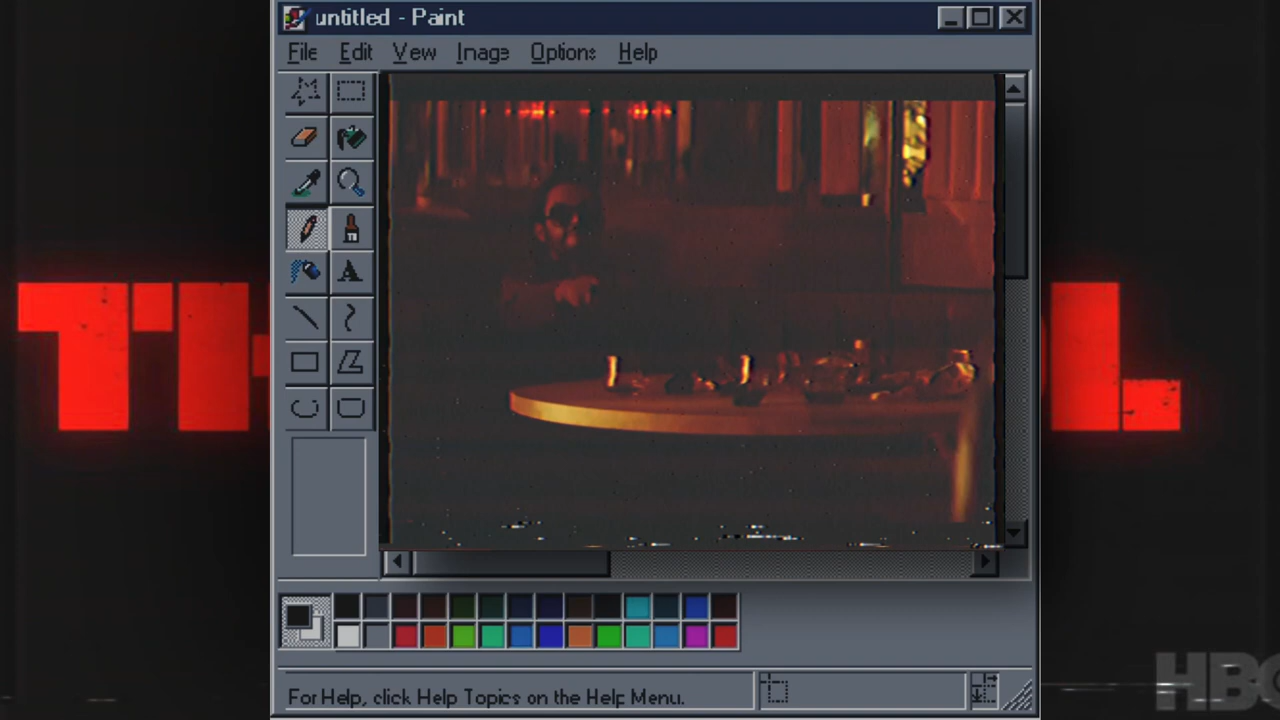 untitled - Paint
File Edit View Image Options Help
A
For Help, click Help Topics on the Help Menu.
HBO